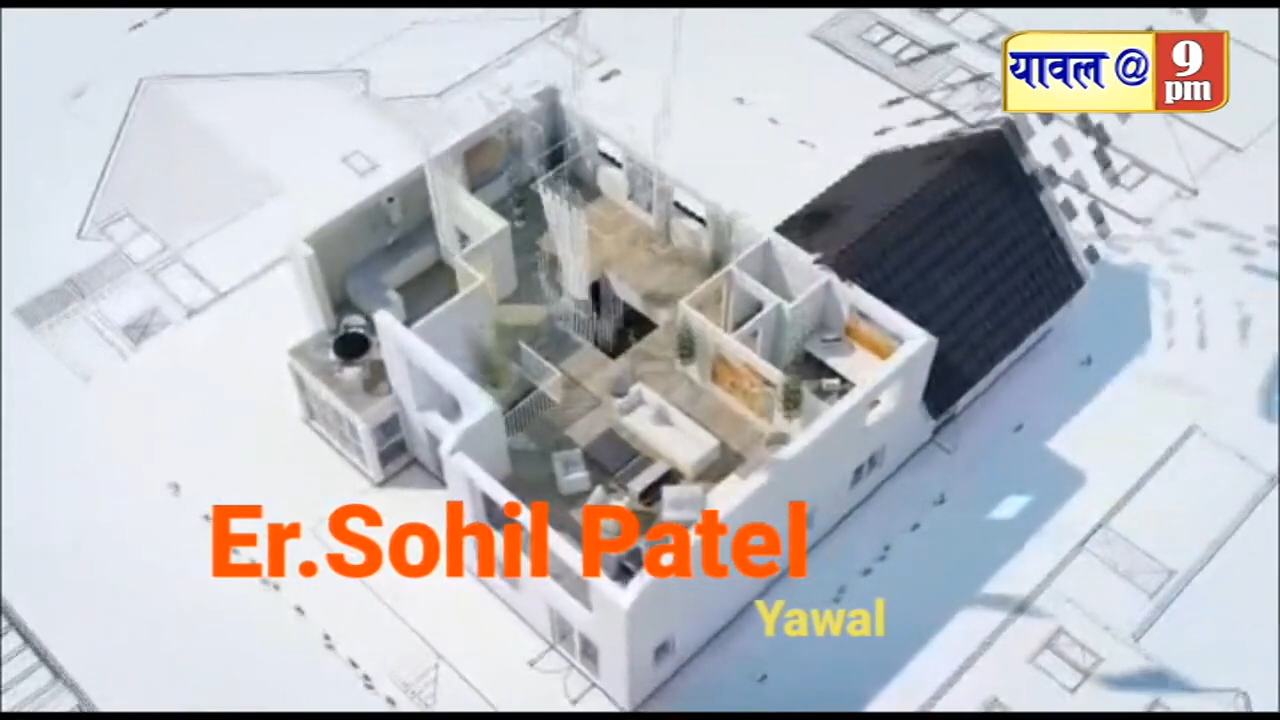 यावल @ 9 pm
Er.Sohil Patel
Yawal